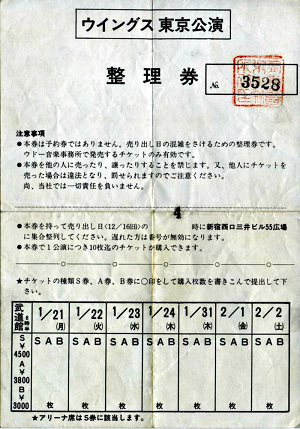 ウイングス 東京公演
整理券
No. 3528
注意事項
●本券は予約券ではありません。売り出し日の混雑をさけるための整理券です。
ウドー音楽事務所で発売するチケットのみ有効です。
●本券を他の人に売ったり、譲ったりすることを禁じます。又、他人にチケット
を売った場合は違法となり、罰せられますのでご注意ください。
尚、当社では一切責任を負いません。
●本券を持って売り出し日(12/16日)の 4 時に新宿西口三井ビル55広場
に集合整列してください。遅れた方は番号が無効になります。
●本券で1公演につき10枚迄のチケットが購入できます。
★チケットの種類S券、A券、B券に○印をして購入枚数を書きこんで提出して下さい。
武道館 1/21(月) 1/22(火) 1/23(水) 1/24(木) 1/31(木) 2/1(金) 2/2(土)
S¥4500 A¥3800 B¥3000
SAB SAB SAB SAB SAB SAB SAB
枚 枚 枚 枚 枚 枚 枚
★アリーナ席はS券に該当します。